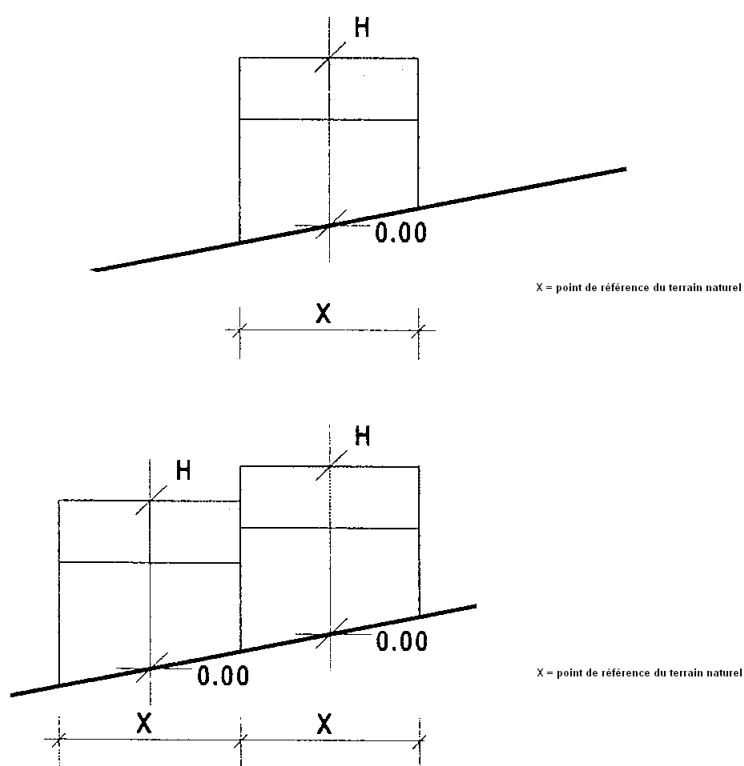 H
0.00
X = point de référence du terrain naturel
X
H
H
0.00
0.00
X = point de référence du terrain naturel
X X